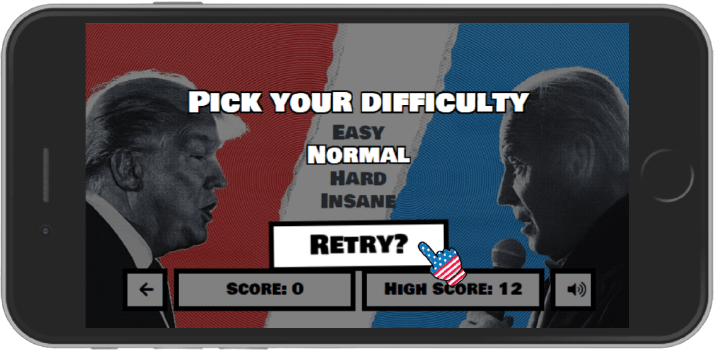 PICK YOUR DIFFICULTY
EASY
NORMAL
HARD
INSANE
RETRY?
SCORE: 0
HIGH SCORE: 12